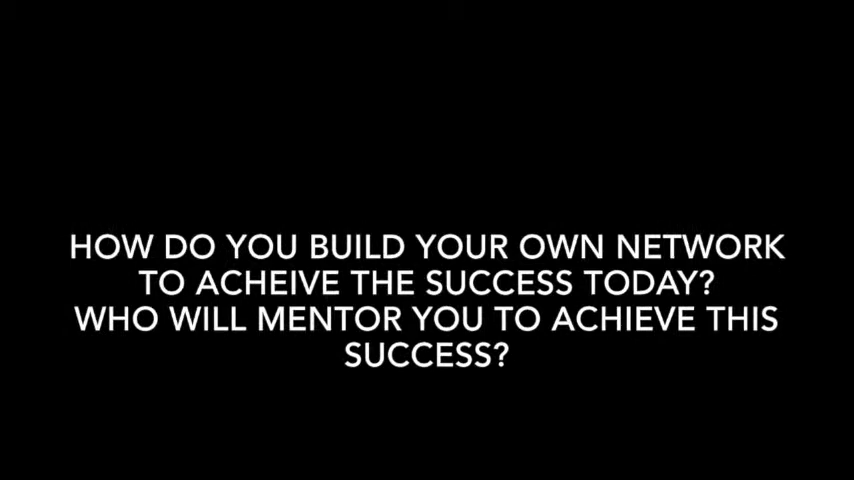 HOW DO YOU BUILD YOUR OWN NETWORK
TO ACHEIVE THE SUCCESS TODAY?
WHO WILL MENTOR YOU TO ACHIEVE THIS
SUCCESS?